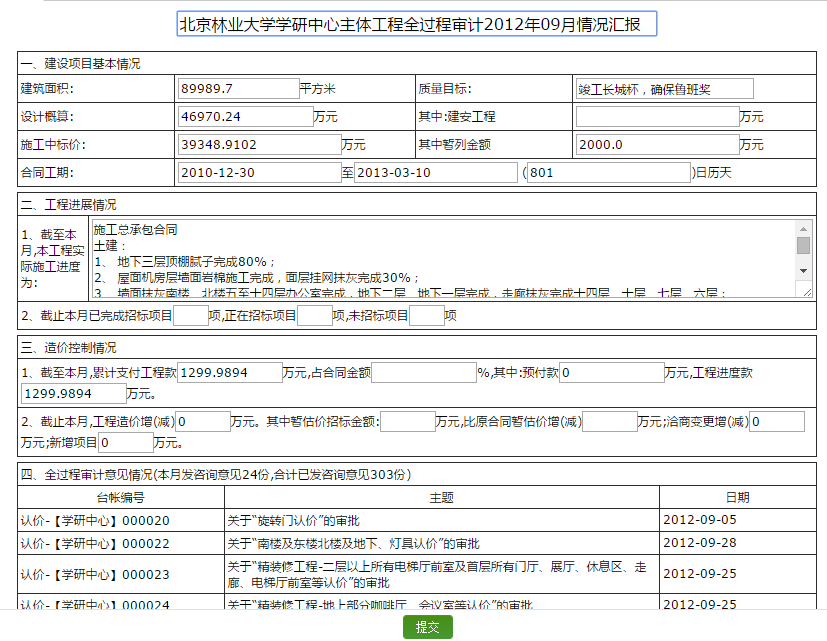 北京林业大学学研中心主体工程全过程审计2012年09月情况汇报
一、建设项目基本情况
建筑面积: 89989.7 平方米 质量目标: 竣工长城杯，确保鲁班奖
设计概算: 46970.24 万元 其中:建安工程 万元
施工中标价: 39348.9102 万元 其中暂列金额 2000.0 万元
合同工期: 2010-12-30 至 2013-03-10 (801 )日历天
二、工程进展情况
1、截至本月,本工程实际施工进度为:
施工总承包合同
土建：
1、 地下三层顶棚腻子完成80%；
2、 屋面机房层墙面岩棉施工完成，面层挂网抹灰完成30%；
3、 墙面抹灰南楼、北楼五至十四层办公室完成，地下二层、地下一层完成，走廊抹灰完成十四层、十层、七层、六层；
2、截止本月已完成招标项目 项,正在招标项目 项,未招标项目 项
三、造价控制情况
1、截至本月,累计支付工程款 1299.9894 万元,占合同金额 %,其中:预付款 0 万元,工程进度款
1299.9894 万元。
2、截止本月,工程造价增(减) 0 万元。其中暂估价招标金额: 万元,比原合同暂估价增(减) 万元;洽商变更增(减) 0
万元;新增项目 0 万元。
四、全过程审计意见情况(本月发咨询意见24份,合计已发咨询意见303份)
台帐编号 主题 日期
认价-【学研中心】000020 关于“旋转门认价”的审批 2012-09-05
认价-【学研中心】000022 关于“南楼及东楼北楼及地下、灯具认价”的审批 2012-09-28
认价-【学研中心】000023 关于“精装修工程-二层以上所有电梯厅前室及首层所有门厅、展厅、休息区、走
廊、电梯厅前室等认价”的审批 2012-09-25
认价-【学研中心】000024 关于“精装修工程-地上部分咖啡厅、会议室等认价”的审批 2012-09-25
提交